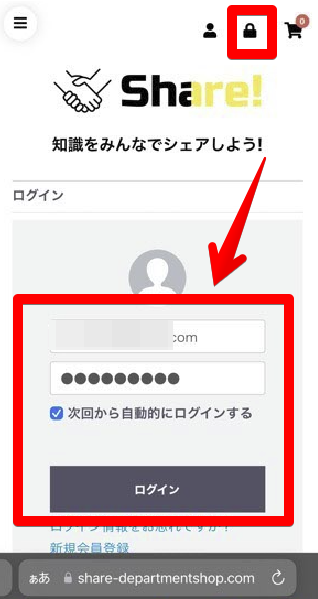 0
Share!
知識をみんなでシェアしよう!
ログイン
.com
●●●●●●●●●
次回から自動的にログインする
ログイン
ログイン情報をお忘れですか?
新規会員登録
ぁあ share-departmentshop.com